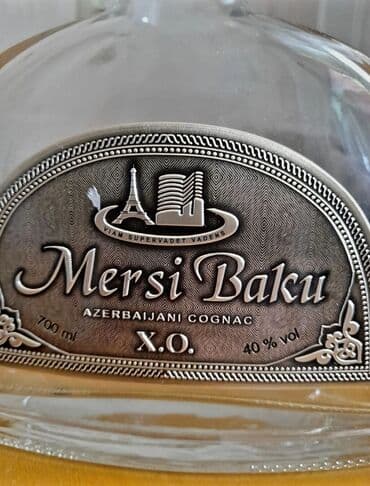 VIAM SUPERVADET VADENS
Mersi Baku
AZERBAIJANI COGNAC
700 ml
X.O.
40 % vol